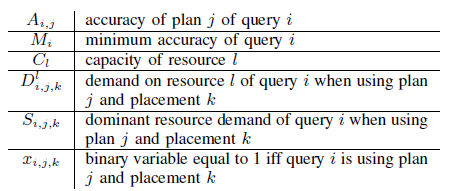 A_{i,j} accuracy of plan j of query i
M_i minimum accuracy of query i
C_l capacity of resource l
D^l_{i,j,k} demand on resource l of query i when using plan
j and placement k
S_{i,j,k} dominant resource demand of query i when using
plan j and placement k
x_{i,j,k} binary variable equal to 1 iff query i is using plan
j and placement k